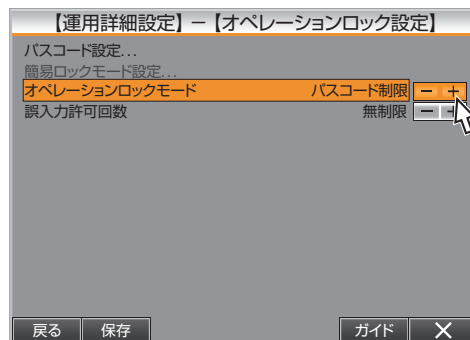 【運用詳細設定】－【オペレーションロック設定】
パスコード設定...
簡易ロックモード設定...
オペレーションロックモード パスコード制限 － ＋
誤入力許可回数 無制限 － ＋
戻る 保存 ガイド ✕